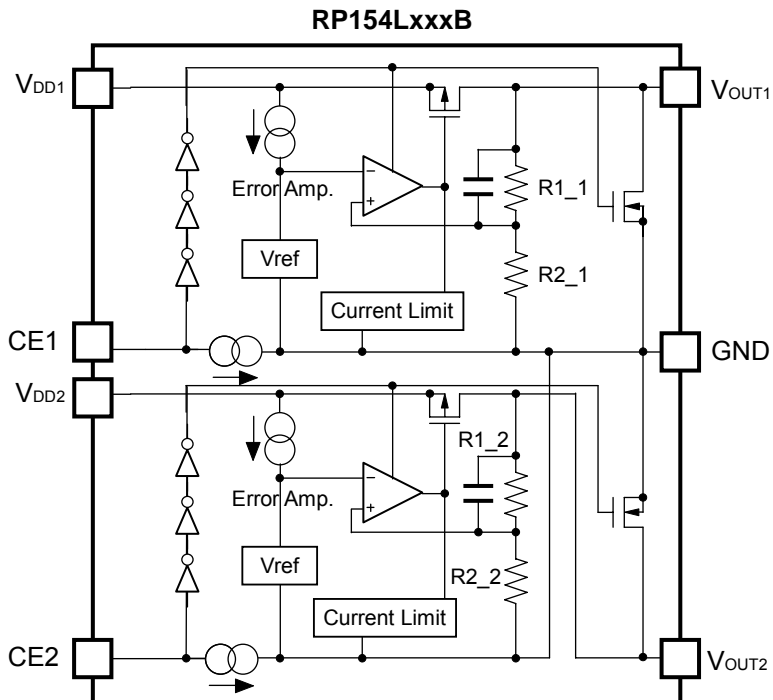 RP154LxxxB
VDD1
VOUT1
−
Error Amp.
+
R1_1
Vref
R2_1
Current Limit
CE1
GND
VDD2
R1_2
−
Error Amp.
+
Vref
R2_2
Current Limit
CE2
VOUT2